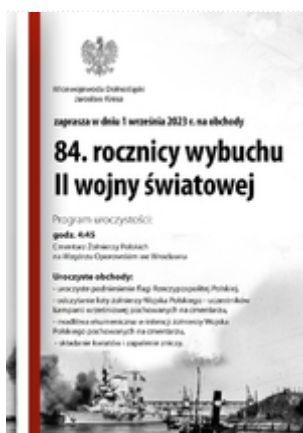 Wicewojewoda Dolnośląski
Jarosław Kresa
zaprasza w dniu 1 września 2023 r. na obchody
84. rocznicy wybuchu
II wojny światowej
Program uroczystości:
godz. 4:45
Cmentarz Żołnierzy Polskich
na Wzgórzu Oporowskim we Wrocławiu
Uroczyste obchody:
- uroczyste podniesienie flagi Rzeczypospolitej Polskiej,
- odczytanie listy żołnierzy Wojska Polskiego - uczestników
kampanii wrześniowej pochowanych na cmentarzu,
- modlitwa ekumeniczna w intencji żołnierzy Wojska
Polskiego pochowanych na cmentarzu,
- składanie kwiatów i zapalenie zniczy.